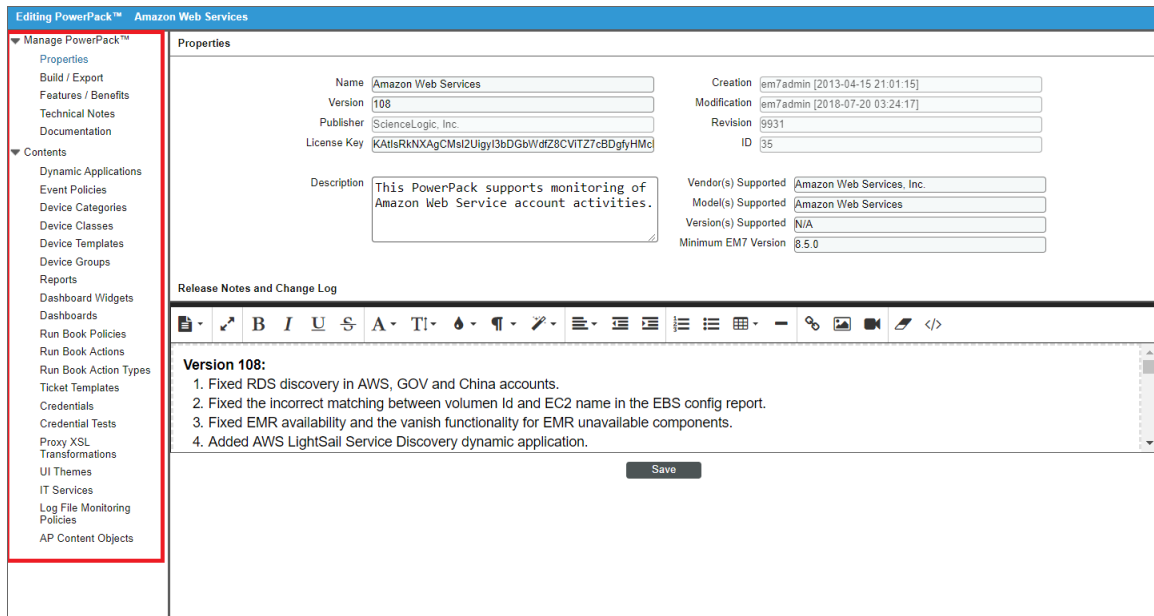 Editing PowerPack™ Amazon Web Services
Manage PowerPack™
Properties
Build / Export
Features / Benefits
Technical Notes
Documentation
Contents
Dynamic Applications
Event Policies
Device Categories
Device Classes
Device Templates
Device Groups
Reports
Dashboard Widgets
Dashboards
Run Book Policies
Run Book Actions
Run Book Action Types
Ticket Templates
Credentials
Credential Tests
Proxy XSL
Transformations
UI Themes
IT Services
Log File Monitoring
Policies
AP Content Objects
Properties
Name Amazon Web Services
Version 108
Publisher ScienceLogic, Inc.
License Key
Description This PowerPack supports monitoring of
Amazon Web Service account activities.
Creation em7admin [2013-04-15 21:01:15]
Modification em7admin [2018-07-20 03:24:17]
Revision 9931
ID 35
Vendor(s) Supported Amazon Web Services, Inc.
Model(s) Supported Amazon Web Services
Version(s) Supported N/A
Minimum EM7 Version 8.5.0
Release Notes and Change Log
Version 108:
1. Fixed RDS discovery in AWS, GOV and China accounts.
2. Fixed the incorrect matching between volumen Id and EC2 name in the EBS config report.
3. Fixed EMR availability and the vanish functionality for EMR unavailable components.
4. Added AWS LightSail Service Discovery dynamic application.
Save